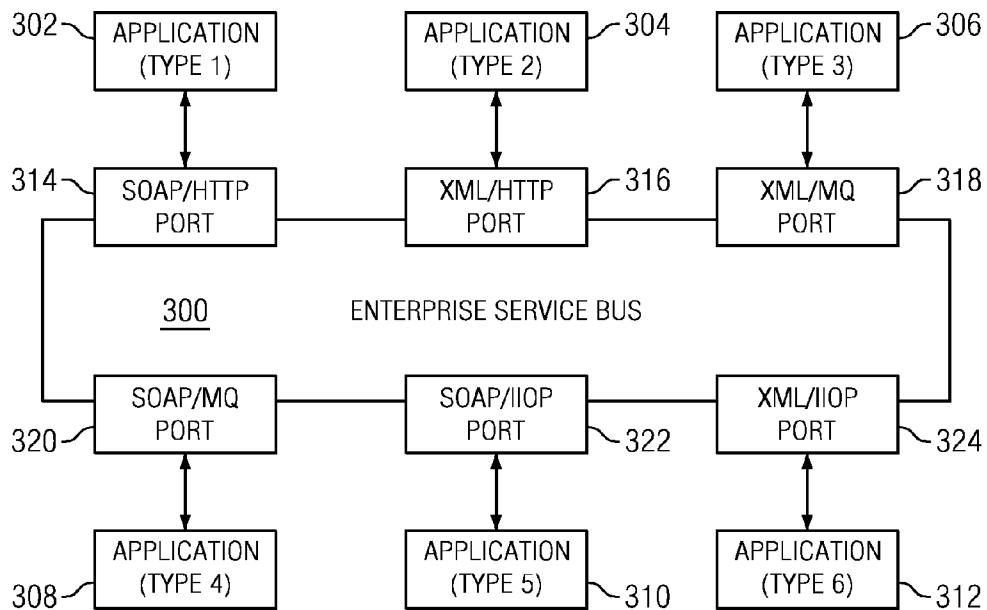 302
APPLICATION
(TYPE 1)
304
APPLICATION
(TYPE 2)
306
APPLICATION
(TYPE 3)
314
SOAP/HTTP
PORT
316
XML/HTTP
PORT
318
XML/MQ
PORT
300
ENTERPRISE SERVICE BUS
320
SOAP/MQ
PORT
322
SOAP/IIOP
PORT
324
XML/IIOP
PORT
308
APPLICATION
(TYPE 4)
310
APPLICATION
(TYPE 5)
312
APPLICATION
(TYPE 6)